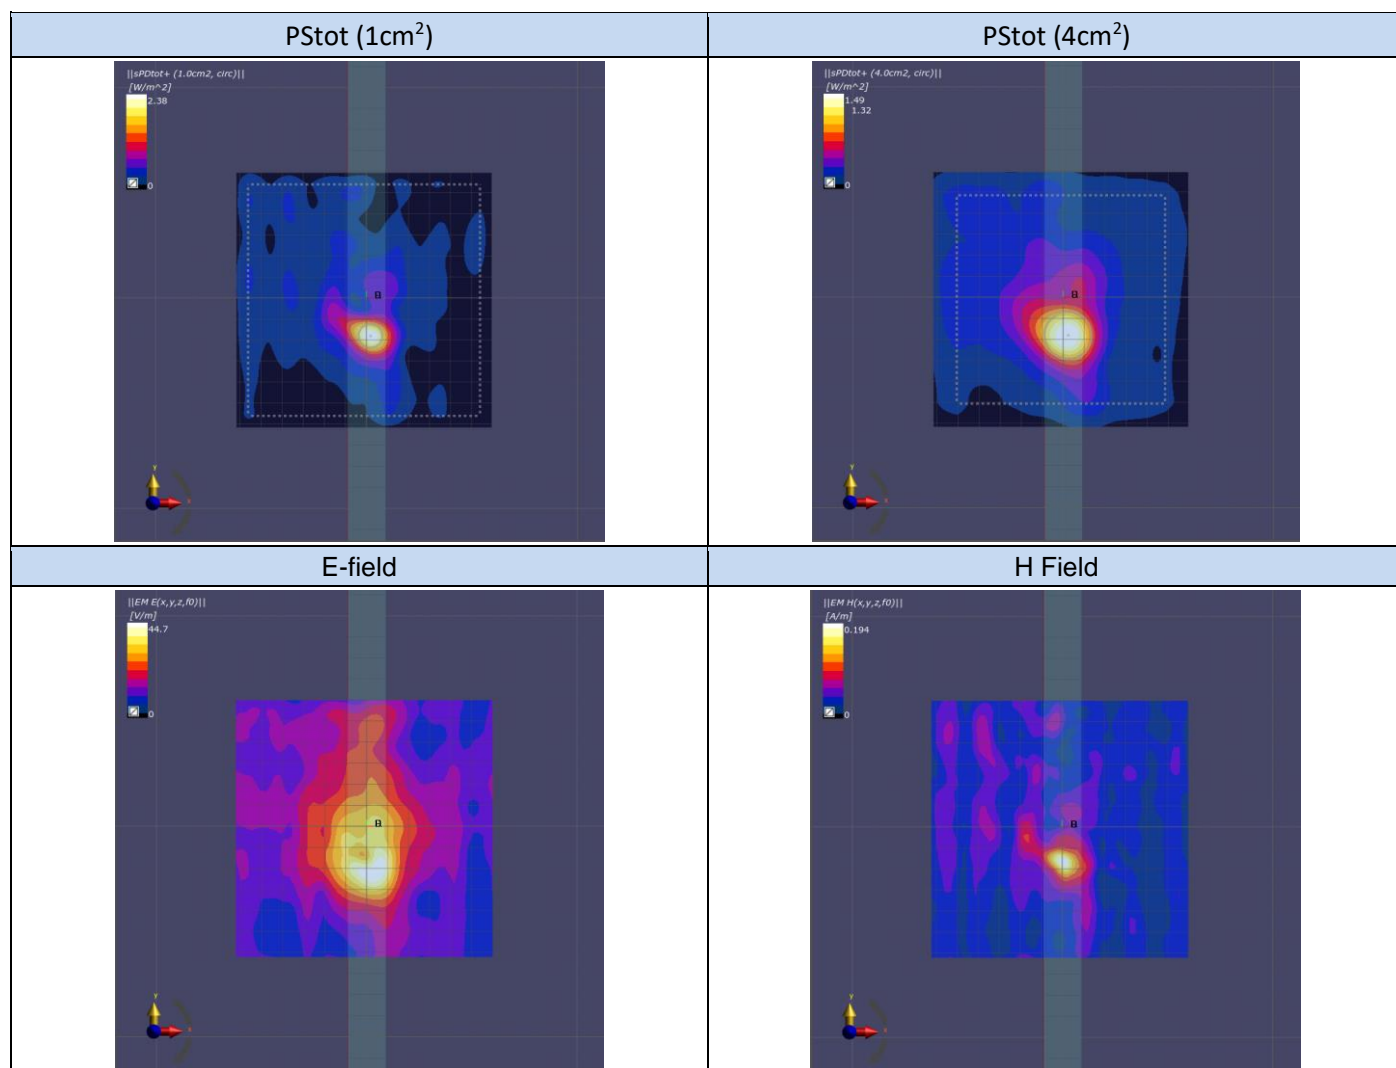 PStot (1cm²)
PStot (4cm²)
||sPDtot+ (1.0cm2, circ)||
[W/m^2]
2.38
0
y
x
||sPDtot+ (4.0cm2, circ)||
[W/m^2]
1.49
1.32
0
y
x
E-field
H Field
||EM E(x,y,z,f0)||
[V/m]
44.7
0
y
x
||EM H(x,y,z,f0)||
[A/m]
0.194
0
y
x